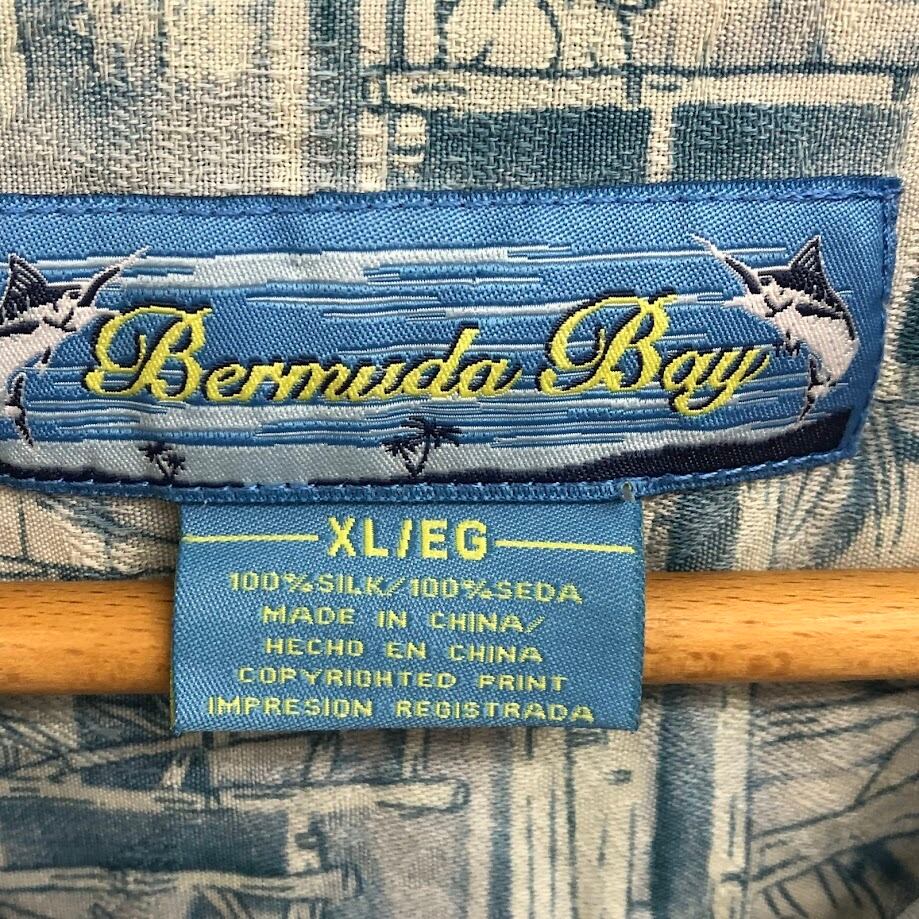 Bermuda Bay
XL/EG
100%SILK/100%SEDA
MADE IN CHINA/
HECHO EN CHINA
COPYRIGHTED PRINT
IMPRESION REGISTRADA